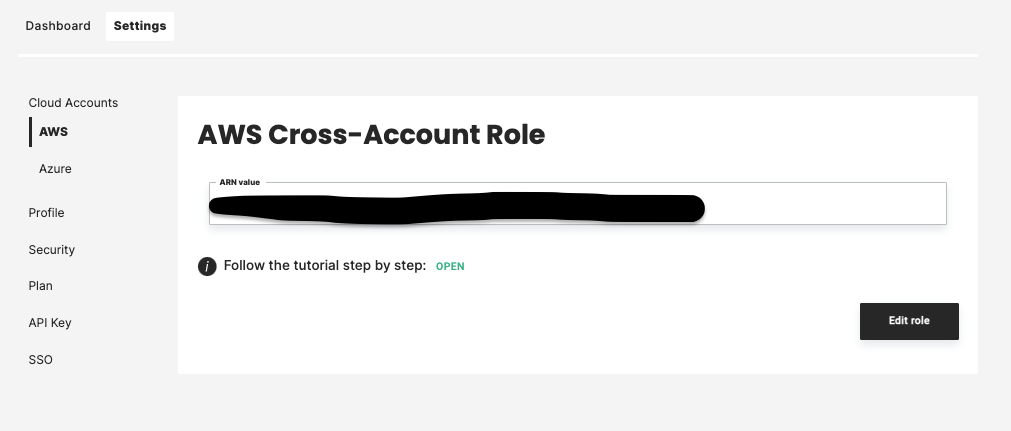 Dashboard Settings
Cloud Accounts
AWS
Azure
Profile
Security
Plan
API Key
SSO
AWS Cross-Account Role
ARN value
i Follow the tutorial step by step: OPEN
Edit role